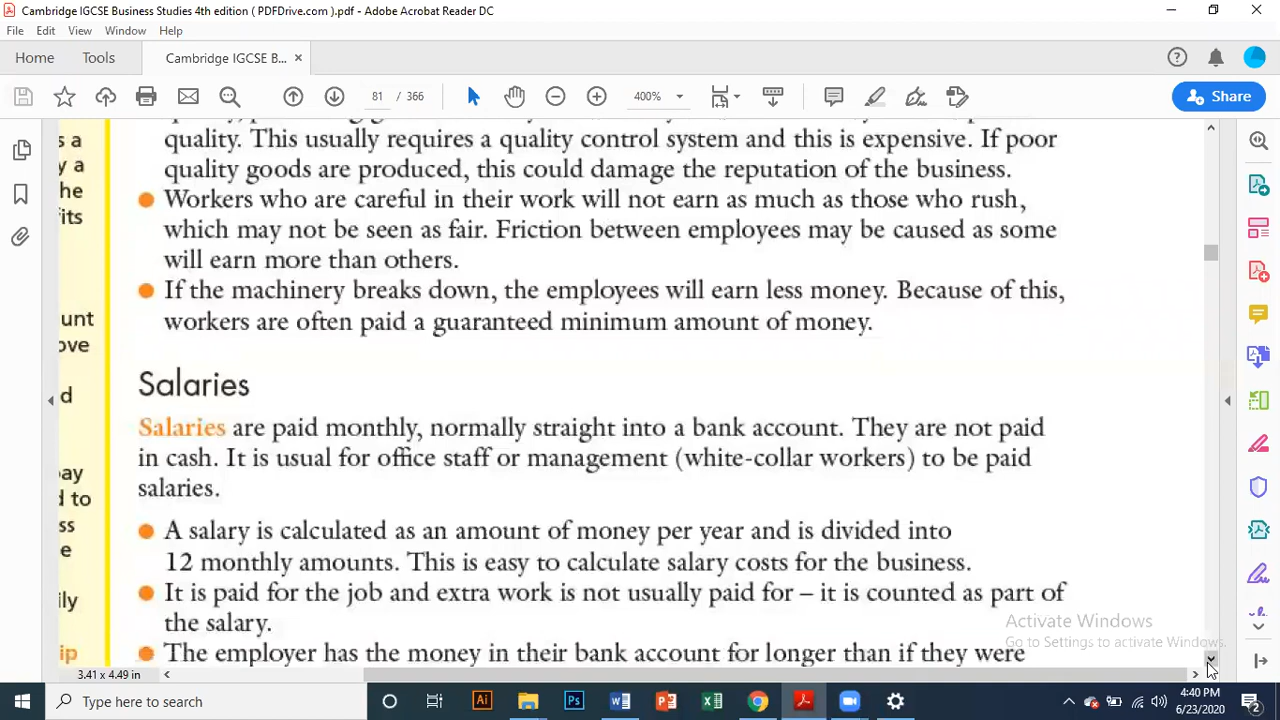 Cambridge IGCSE Business Studies 4th edition ( PDFDrive.com ).pdf - Adobe Acrobat Reader DC
File Edit View Window Help
Home Tools Cambridge IGCSE B... ×
81 / 366 400% Share
s a
y a
he
fits
unt
ove
d
pay
d to
ss
e
ily
ip
quality. This usually requires a quality control system and this is expensive. If poor
quality goods are produced, this could damage the reputation of the business.
Workers who are careful in their work will not earn as much as those who rush,
which may not be seen as fair. Friction between employees may be caused as some
will earn more than others.
If the machinery breaks down, the employees will earn less money. Because of this,
workers are often paid a guaranteed minimum amount of money.
Salaries
Salaries are paid monthly, normally straight into a bank account. They are not paid
in cash. It is usual for office staff or management (white-collar workers) to be paid
salaries.
A salary is calculated as an amount of money per year and is divided into
12 monthly amounts. This is easy to calculate salary costs for the business.
It is paid for the job and extra work is not usually paid for – it is counted as part of
the salary.
The employer has the money in their bank account for longer than if they were
Activate Windows
Go to Settings to activate Windows.
3.41 x 4.49 in
Type here to search
4:40 PM
6/23/2020
2